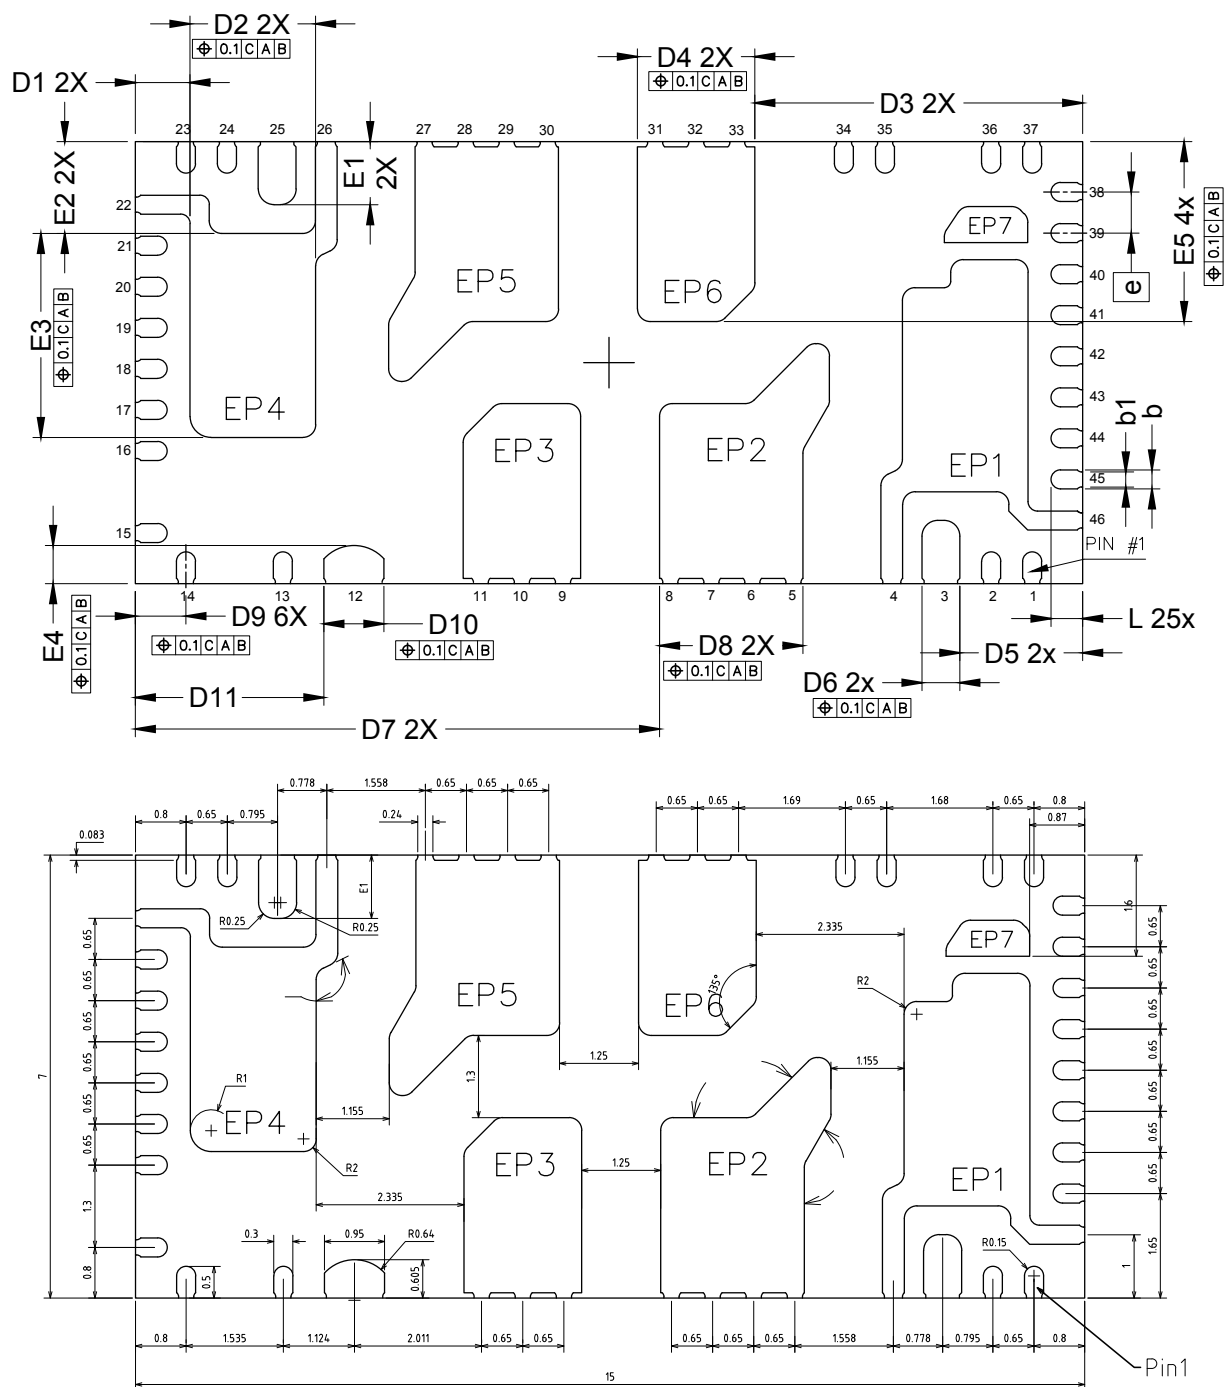 D2 2X
⌖ 0.1 C A B
D4 2X
⌖ 0.1 C A B
D1 2X
D3 2X
23 24 25 26 27 28 29 30 31 32 33 34 35 36 37
E2 2X
E1 2X
E5 4x
⌖ 0.1 C A B
22
21
20
19
18
17
16
15
38
39
40
41
42
43
44
45
46
E3
⌖ 0.1 C A B
EP7
EP5
EP6
e
EP4
EP3
EP2
EP1
b1
b
PIN #1
14 13 12 11 10 9 8 7 6 5 4 3 2 1
E4
⌖ 0.1 C A B
D9 6X
⌖ 0.1 C A B
D10
⌖ 0.1 C A B
D8 2X
⌖ 0.1 C A B
L 25x
D5 2x
D6 2x
⌖ 0.1 C A B
D11
D7 2X
0.778 1.558 0.65 0.65 0.65
0.8 0.65 0.795
0.65 0.65 1.69 0.65 1.68 0.65 0.8
0.083
0.24
0.87
E1
1.6
R0.25
R0.25
0.65
0.65
0.65
0.65
0.65
0.65
1.3
0.8
7
2.335
EP7
EP5
EP6
135°
R2
1.25
1.3
1.155
1.155
R1
EP4
R2
EP3
1.25
EP2
EP1
2.335
0.65
0.65
0.65
0.65
0.65
0.65
0.65
1.65
0.3
0.95
R0.64
0.5
0.605
R0.15
1
0.8 1.535 1.124 2.011 0.65 0.65
0.65 0.65 0.65 1.558 0.778 0.795 0.65 0.8
Pin1
15